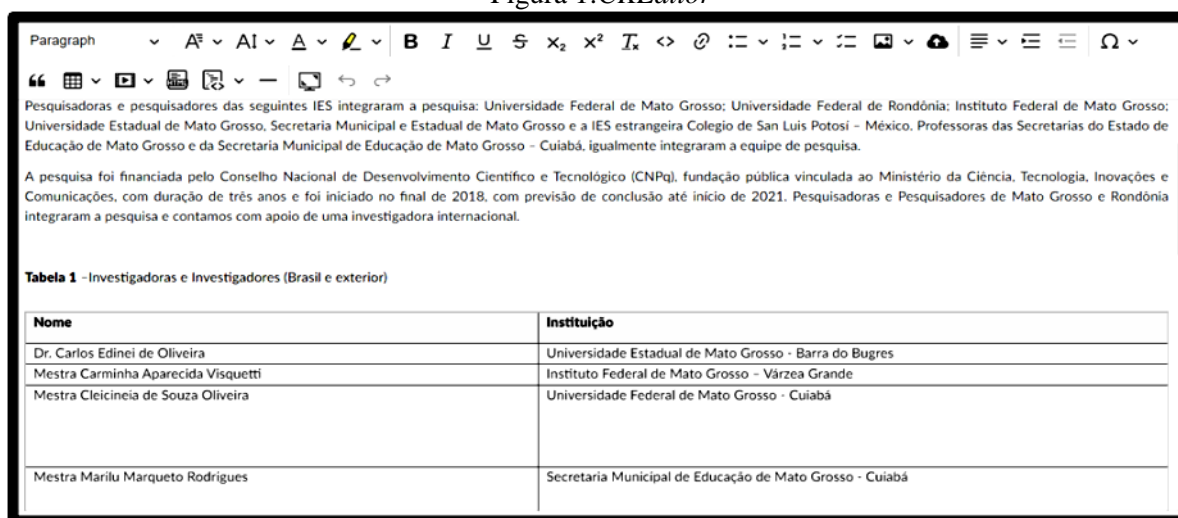 Figura 1:CKEditor
Paragraph
Pesquisadoras e pesquisadores das seguintes IES integraram a pesquisa: Universidade Federal de Mato Grosso; Universidade Federal de Rondônia; Instituto Federal de Mato Grosso;
Universidade Estadual de Mato Grosso, Secretaria Municipal e Estadual de Mato Grosso e a IES estrangeira Colegio de San Luis Potosí – México. Professoras das Secretarias do Estado de
Educação de Mato Grosso e da Secretaria Municipal de Educação de Mato Grosso – Cuiabá, igualmente integraram a equipe de pesquisa.
A pesquisa foi financiada pelo Conselho Nacional de Desenvolvimento Científico e Tecnológico (CNPq), fundação pública vinculada ao Ministério da Ciência, Tecnologia, Inovações e
Comunicações, com duração de três anos e foi iniciado no final de 2018, com previsão de conclusão até início de 2021. Pesquisadoras e Pesquisadores de Mato Grosso e Rondônia
integraram a pesquisa e contamos com apoio de uma investigadora internacional.
Tabela 1 –Investigadoras e Investigadores (Brasil e exterior)
Nome Instituição
Dr. Carlos Edinei de Oliveira Universidade Estadual de Mato Grosso - Barra do Bugres
Mestra Carminha Aparecida Visquetti Instituto Federal de Mato Grosso – Várzea Grande
Mestra Cleicineia de Souza Oliveira Universidade Federal de Mato Grosso - Cuiabá
Mestra Marilu Marqueto Rodrigues Secretaria Municipal de Educação de Mato Grosso - Cuiabá